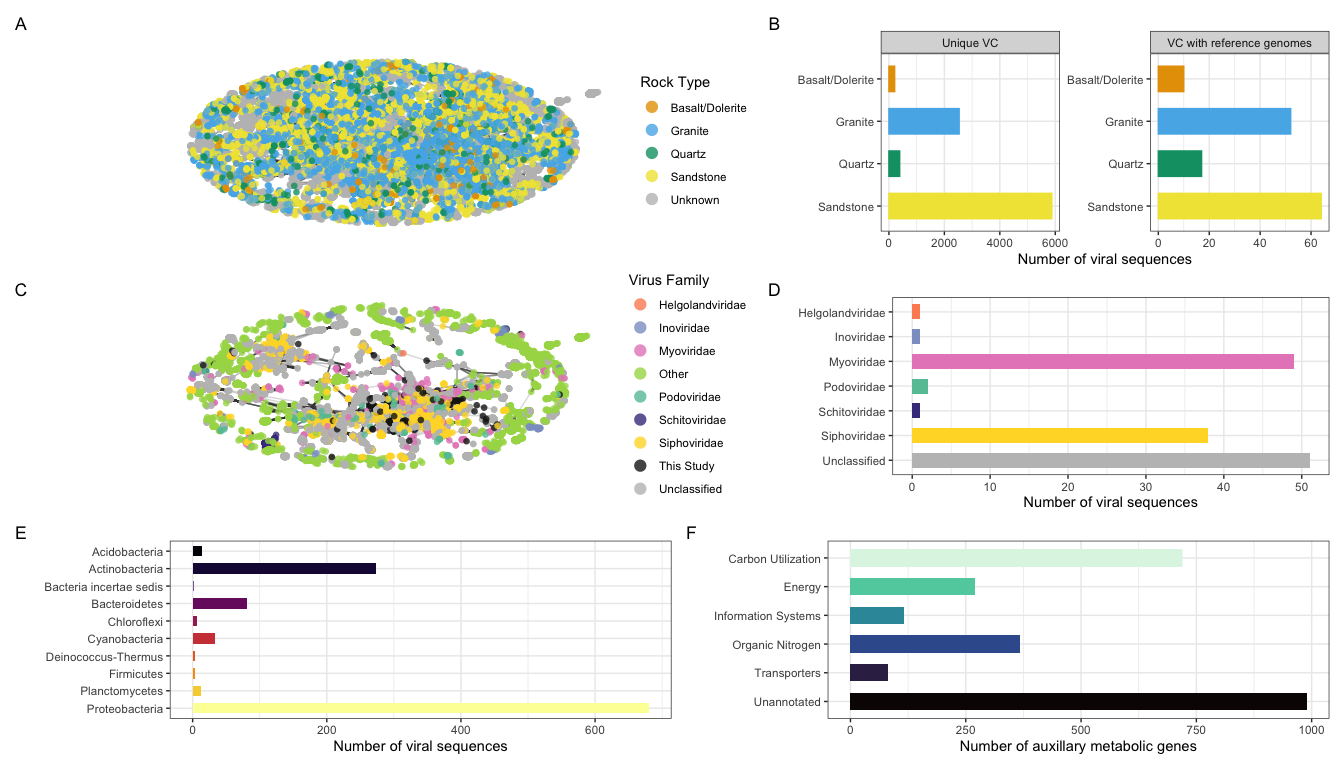 A
Rock Type
Basalt/Dolerite
Granite
Quartz
Sandstone
Unknown
B
Unique VC
VC with reference genomes
Basalt/Dolerite
Granite
Quartz
Sandstone
0 2000 4000 6000
Basalt/Dolerite
Granite
Quartz
Sandstone
0 20 40 60
Number of viral sequences
C
Virus Family
Helgolandviridae
Inoviridae
Myoviridae
Other
Podoviridae
Schitoviridae
Siphoviridae
This Study
Unclassified
D
Helgolandviridae
Inoviridae
Myoviridae
Podoviridae
Schitoviridae
Siphoviridae
Unclassified
0 10 20 30 40 50
Number of viral sequences
E
Acidobacteria
Actinobacteria
Bacteria incertae sedis
Bacteroidetes
Chloroflexi
Cyanobacteria
Deinococcus-Thermus
Firmicutes
Planctomycetes
Proteobacteria
0 200 400 600
Number of viral sequences
F
Carbon Utilization
Energy
Information Systems
Organic Nitrogen
Transporters
Unannotated
0 250 500 750 1000
Number of auxillary metabolic genes